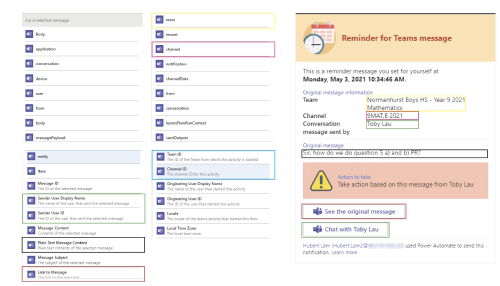 For a selected message
Body
application
conversation
device
user
from
body
messagePayload
entity
Item
Message ID
The ID of the selected message
Sender User Display Name
The name of the user that sent the selected message
Sender User ID
The ID of the user that sent the selected message
Message Content
Contents of the selected message
Plain Text Message Content
Plain text contents of the selected message
Message Subject
The subject of the selected message
Link to Message
team
tenant
channel
notification
channelData
from
conversation
teamsFlowRunContext
Team ID
The ID of the Team from which this activity is started
Channel ID
The channel ID for this activity
Originating User Display Name
The name of the user that started this activity
Originating User ID
The ID of the user that started this activity
Locale
The locale of the teams activity that started this flow
Local Time Zone
The local time zone
Reminder for Teams message
This is a reminder message you set for yourself at
Monday, May 3, 2021 10:34:46 AM.
Original message information
Team Normanhurst Boys HS - Year 9 2021
Mathematics
Channel 9MAT.B 2021
Conversation Toby Lau
message sent by
Original message
Sir, how do we do question 5 a) and b) PR?
Action to take
Take action based on this message from Toby Lau
See the original message
Chat with Toby Lau
Hubert Lam (Hubert.Lam2@ used Power Automate to send this
notification. Learn more